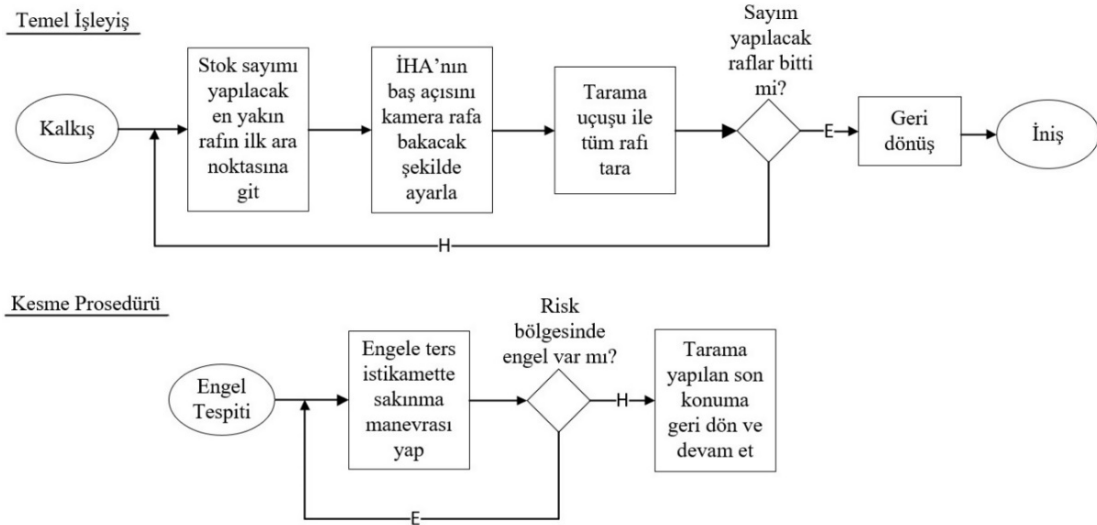 Temel İşleyiş
Kalkış
Stok sayımı
yapılacak
en yakın
rafın ilk ara
noktasına
git
İHA’nın
baş açısını
kamera rafa
bakacak
şekilde
ayarla
Tarama
uçuşu ile
tüm rafı
tara
Sayım
yapılacak
raflar bitti
mi?
E
Geri
dönüş
İniş
H
Kesme Prosedürü
Engel
Tespiti
Engele ters
istikamette
sakınma
manevrası
yap
Risk
bölgesinde
engel var mı?
H
Tarama
yapılan son
konuma
geri dön ve
devam et
E